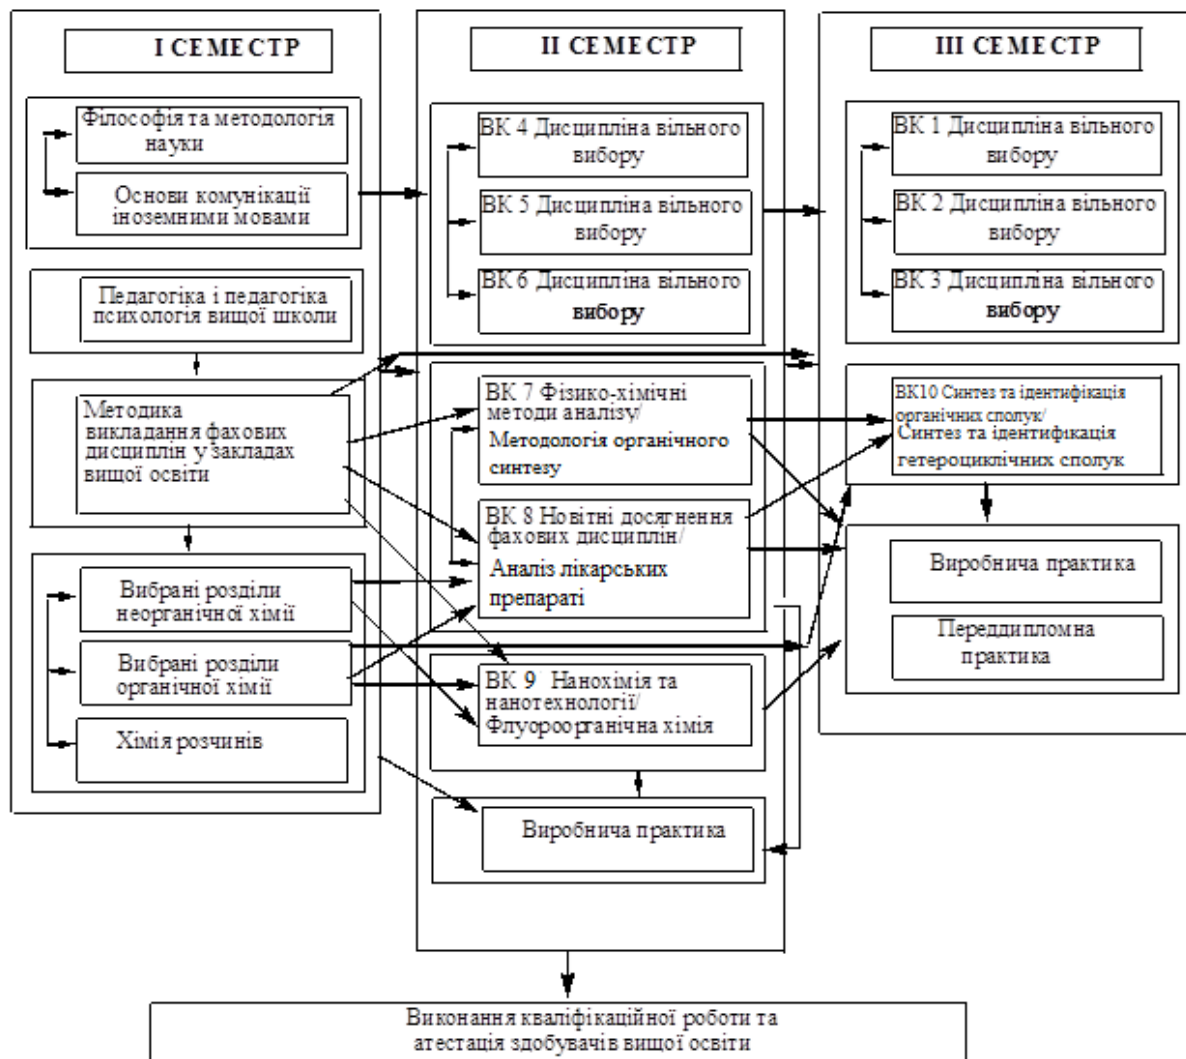 І СЕМЕСТР
Філософія та методологія
науки
Основи комунікації
іноземними мовами
Педагогіка і педагогіка
психологія вищої школи
Методика
викладання фахових
дисциплін у закладах
вищої освіти
Вибрані розділи
неорганічної хімії
Вибрані розділи
органічної хімії
Хімія розчинів
ІІ СЕМЕСТР
ВК 4 Дисципліна вільного
вибору
ВК 5 Дисципліна вільного
вибору
ВК 6 Дисципліна вільного
вибору
ВК 7 Фізико-хімічні
методи аналізу/
Методологія органічного
синтезу
ВК 8 Новітні досягнення
фахових дисциплін/
Аналіз лікарських
препараті
ВК 9 Нанохімія та
нанотехнології/
Флуороорганічна хімія
Виробнича практика
ІІІ СЕМЕСТР
ВК 1 Дисципліна вільного
вибору
ВК 2 Дисципліна вільного
вибору
ВК 3 Дисципліна вільного
вибору
ВК10 Синтез та ідентифікація
органічних сполук/
Синтез та ідентифікація
гетероциклічних сполук
Виробнича практика
Переддипломна
практика
Виконання кваліфікаційної роботи та
атестація здобувачів вищої освіти